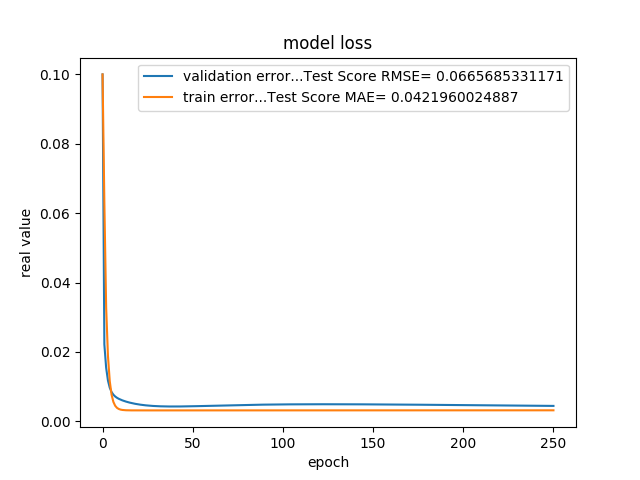 model loss
validation error...Test Score RMSE= 0.0665685331171
train error...Test Score MAE= 0.0421960024887
real value
0.10
0.08
0.06
0.04
0.02
0.00
0 50 100 150 200 250
epoch